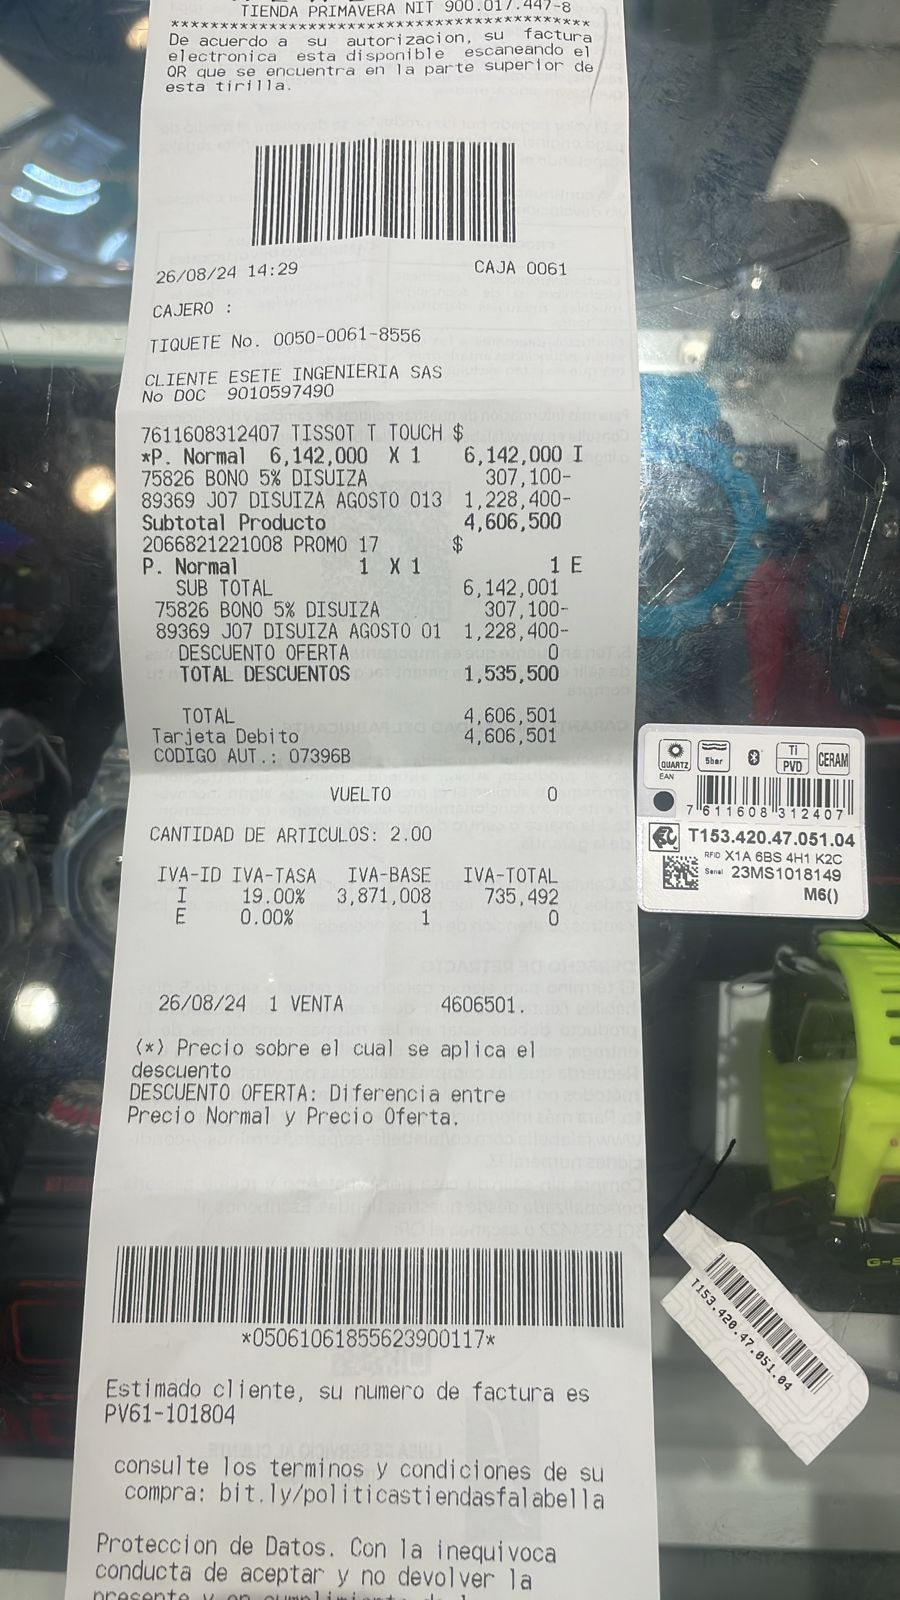 TIENDA PRIMAVERA NIT 900.017.447-8
****************************************
De acuerdo a su autorizacion, su factura
electronica esta disponible escaneando el
QR que se encuentra en la parte superior de
esta tirilla.
26/08/24 14:29 CAJA 0061
CAJERO :
TIQUETE No. 0050-0061-8556
CLIENTE ESETE INGENIERIA SAS
No DOC 9010597490
7611608312407 TISSOT T TOUCH $
*P. Normal 6,142,000 X 1 6,142,000 I
75826 BONO 5% DISUIZA 307,100-
89369 J07 DISUIZA AGOSTO 013 1,228,400-
Subtotal Producto 4,606,500
2066821221008 PROMO 17 $
P. Normal 1 X 1 1 E
SUB TOTAL 6,142,001
75826 BONO 5% DISUIZA 307,100-
89369 J07 DISUIZA AGOSTO 01 1,228,400-
DESCUENTO OFERTA 0
TOTAL DESCUENTOS 1,535,500
TOTAL 4,606,501
Tarjeta Debito 4,606,501
CODIGO AUT.: 07396B
VUELTO 0
CANTIDAD DE ARTICULOS: 2.00
IVA-ID IVA-TASA IVA-BASE IVA-TOTAL
I 19.00% 3,871,008 735,492
E 0.00% 1 0
26/08/24 1 VENTA 4606501.
(*) Precio sobre el cual se aplica el
descuento
DESCUENTO OFERTA: Diferencia entre
Precio Normal y Precio Oferta.
*05061061855623900117*
Estimado cliente, su numero de factura es
PV61-101804
consulte los terminos y condiciones de su
compra: bit.ly/politicastiendasfalabella
Proteccion de Datos. Con la inequivoca
conducta de aceptar y no devolver la
presente y en cumplimiento de la
QUARTZ 5bar Ti PVD CERAM
EAN
7 611608 312407
T153.420.47.051.04
RFID X1A 6BS 4H1 K2C
Serial 23MS1018149
M6()
T153.420.47.051.04